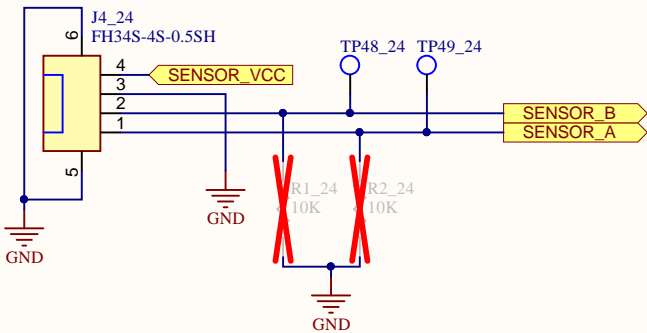 J4_24
FH34S-4S-0.5SH
6
4
3
2
1
5
SENSOR_VCC
TP48_24
TP49_24
SENSOR_B
SENSOR_A
R1_24
10K
R2_24
10K
GND
GND
GND